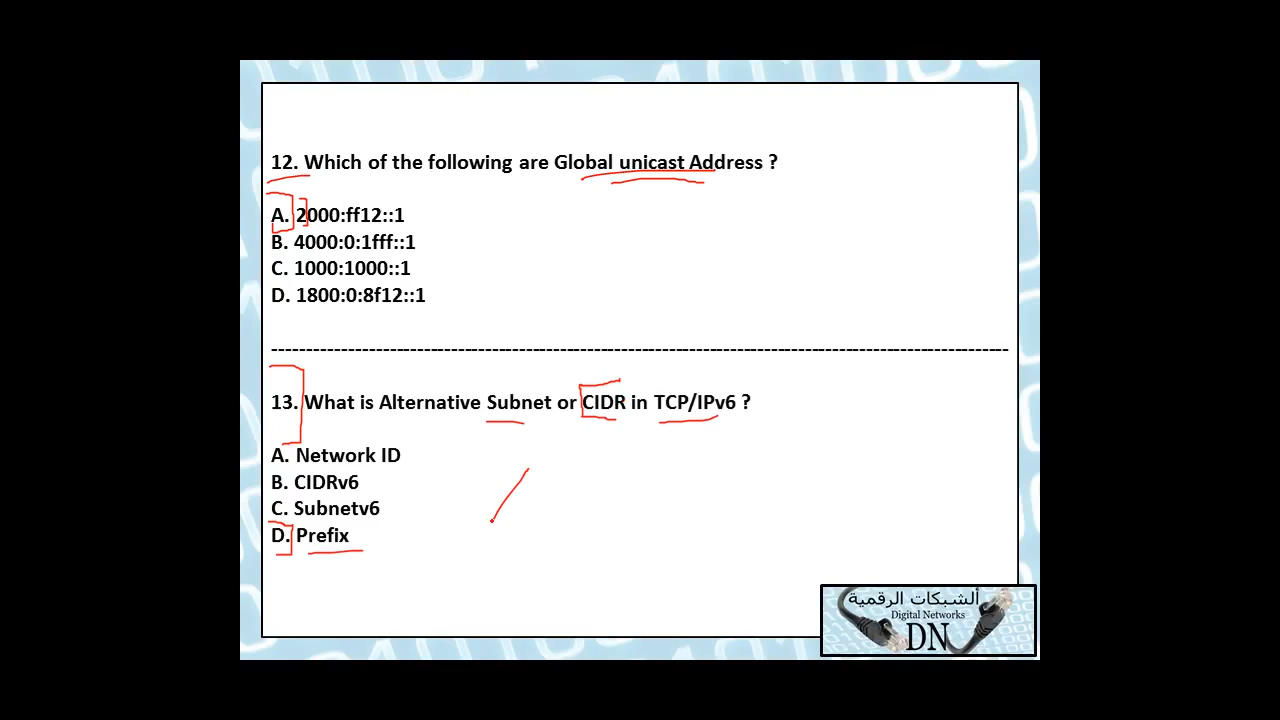 12. Which of the following are Global unicast Address ?
A. 2000:ff12::1
B. 4000:0:1fff::1
C. 1000:1000::1
D. 1800:0:8f12::1
13. What is Alternative Subnet or CIDR in TCP/IPv6 ?
A. Network ID
B. CIDRv6
C. Subnetv6
D. Prefix
ألشبكات الرقمية
Digital Networks
DN